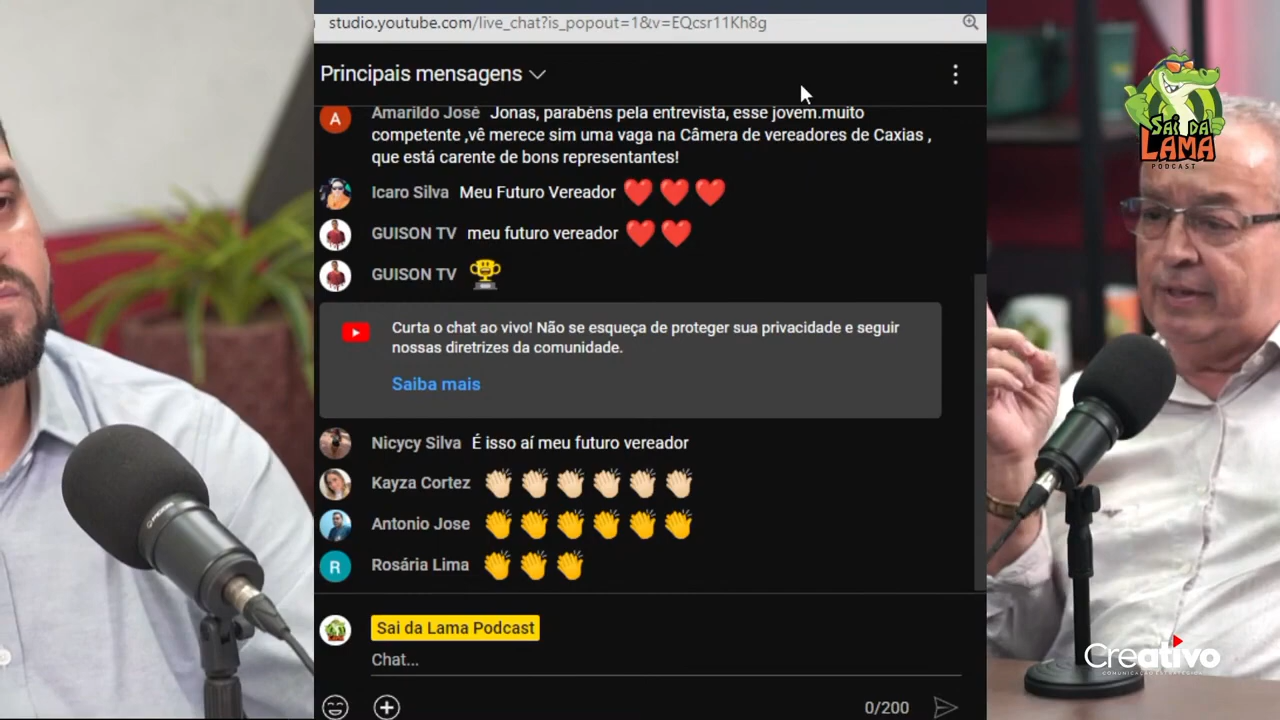 studio.youtube.com/live_chat?is_popout=1&v=EQcsr11Kh8g
Principais mensagens
A
Amarildo José Jonas, parabéns pela entrevista, esse jovem.muito
competente ,vê merece sim uma vaga na Câmera de vereadores de Caxias ,
que está carente de bons representantes!
Icaro Silva Meu Futuro Vereador ❤️ ❤️ ❤️
GUISON TV meu futuro vereador ❤️ ❤️
GUISON TV 🏆
Curta o chat ao vivo! Não se esqueça de proteger sua privacidade e seguir
nossas diretrizes da comunidade.
Saiba mais
Nicycy Silva É isso aí meu futuro vereador
Kayza Cortez 👏🏻 👏🏻 👏🏻 👏🏻 👏🏻 👏🏻
Antonio Jose 👏 👏 👏 👏 👏 👏
R
Rosária Lima 👏 👏 👏
Sai da Lama Podcast
Chat...
0/200
SAI DA
LAMA
PODCAST
Creativo
COMUNICAÇÃO ESTRATÉGICA